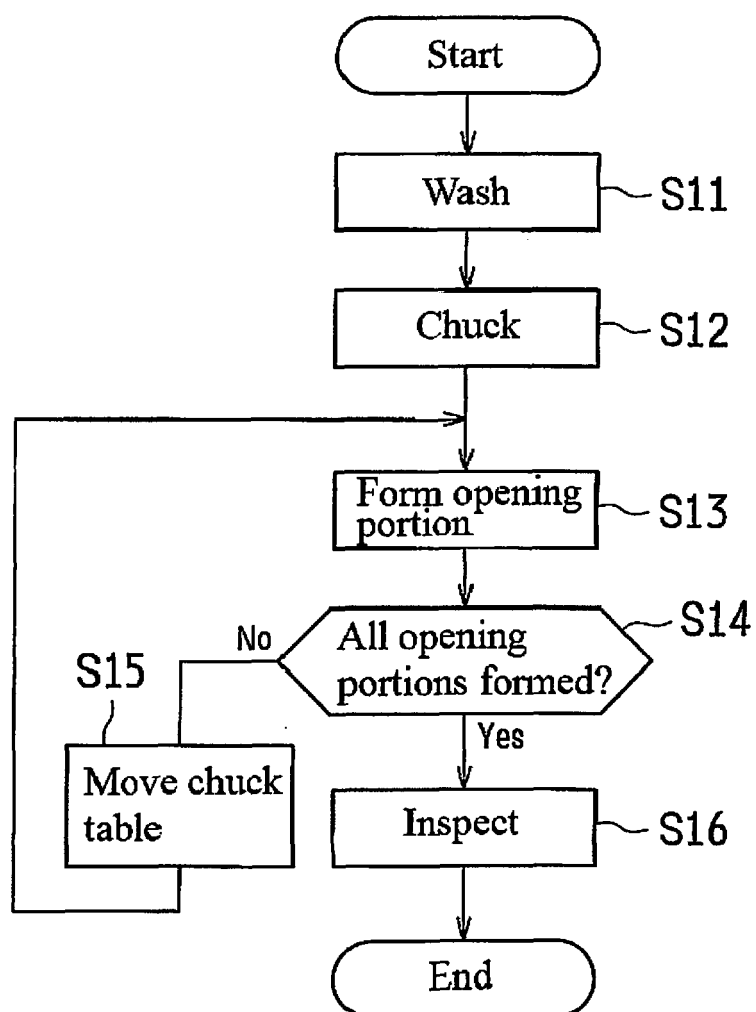 Start
Wash
S11
Chuck
S12
Form opening
portion
S13
All opening
portions formed?
S14
No
Yes
S15
Move chuck
table
Inspect
S16
End